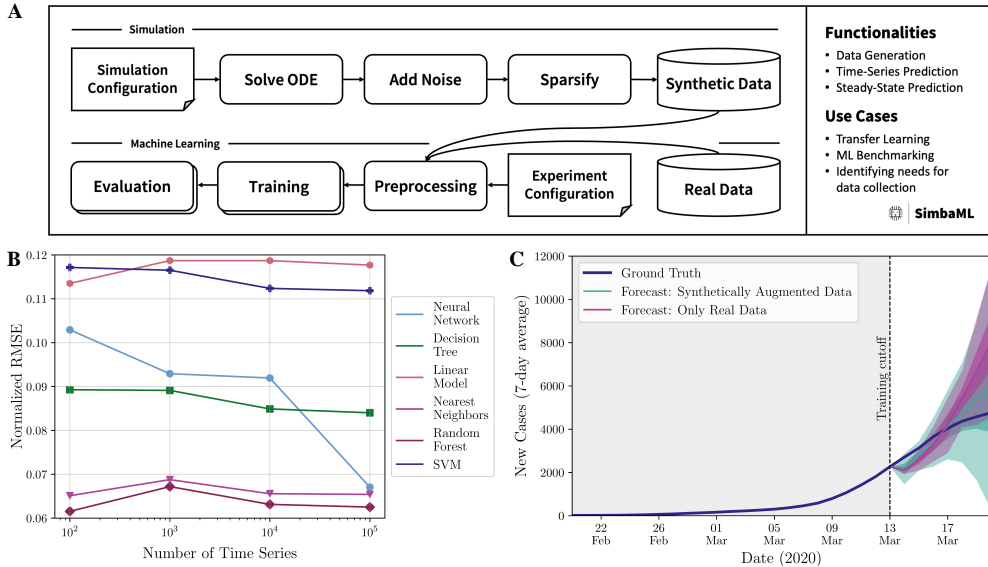 A
Simulation
Simulation
Configuration
Solve ODE
Add Noise
Sparsify
Synthetic Data
Machine Learning
Evaluation
Training
Preprocessing
Experiment
Configuration
Real Data
Functionalities
• Data Generation
• Time-Series Prediction
• Steady-State Prediction
Use Cases
• Transfer Learning
• ML Benchmarking
• Identifying needs for
data collection
SimbaML
B
Normalized RMSE
0.12
0.11
0.10
0.09
0.08
0.07
0.06
10²
10³
10⁴
10⁵
Number of Time Series
Neural
Network
Decision
Tree
Linear
Model
Nearest
Neighbors
Random
Forest
SVM
C
New Cases (7-day average)
12000
10000
8000
6000
4000
2000
0
Ground Truth
Forecast: Synthetically Augmented Data
Forecast: Only Real Data
Training cutoff
22
Feb
26
Feb
01
Mar
05
Mar
09
Mar
13
Mar
17
Mar
Date (2020)